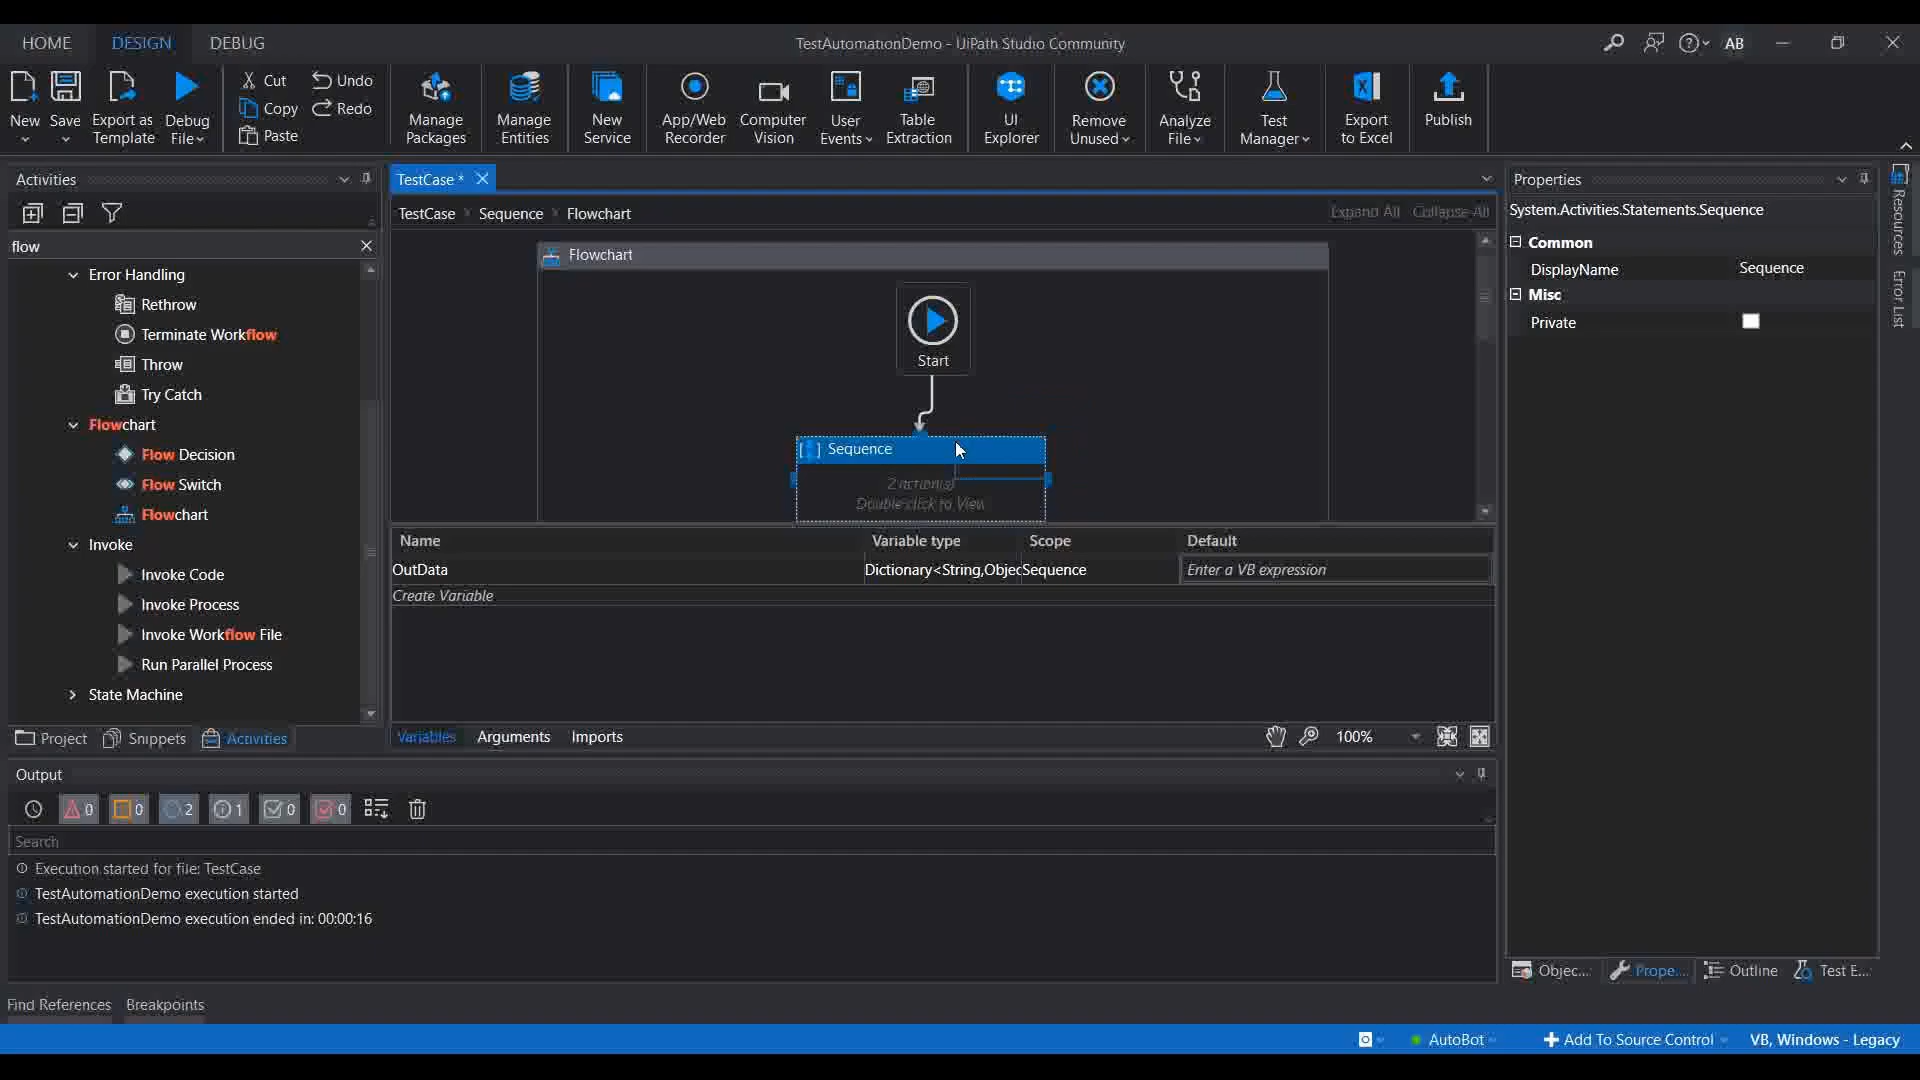 HOME DESIGN DEBUG
TestAutomationDemo - UiPath Studio Community
AB
New
Save
Export as
Template
Debug
File
Cut
Copy
Paste
Undo
Redo
Manage
Packages
Manage
Entities
New
Service
App/Web
Recorder
Computer
Vision
User
Events
Table
Extraction
UI
Explorer
Remove
Unused
Analyze
File
Test
Manager
Export
to Excel
Publish
Activities
flow
Error Handling
Rethrow
Terminate Workflow
Throw
Try Catch
Flowchart
Flow Decision
Flow Switch
Flowchart
Invoke
Invoke Code
Invoke Process
Invoke Workflow File
Run Parallel Process
State Machine
Project Snippets Activities
TestCase *
TestCase Sequence Flowchart
Expand All Collapse All
Flowchart
Start
Sequence
2 action(s)
Double-click to View
Name Variable type Scope Default
OutData Dictionary<String,Objec Sequence Enter a VB expression
Create Variable
Variables Arguments Imports
100%
Properties
System.Activities.Statements.Sequence
Common
DisplayName Sequence
Misc
Private
Resources
Error List
Objec... Prope... Outline Test E...
Output
0 0 2 1 0 0
Search
Execution started for file: TestCase
TestAutomationDemo execution started
TestAutomationDemo execution ended in: 00:00:16
Find References Breakpoints
AutoBot Add To Source Control VB, Windows - Legacy